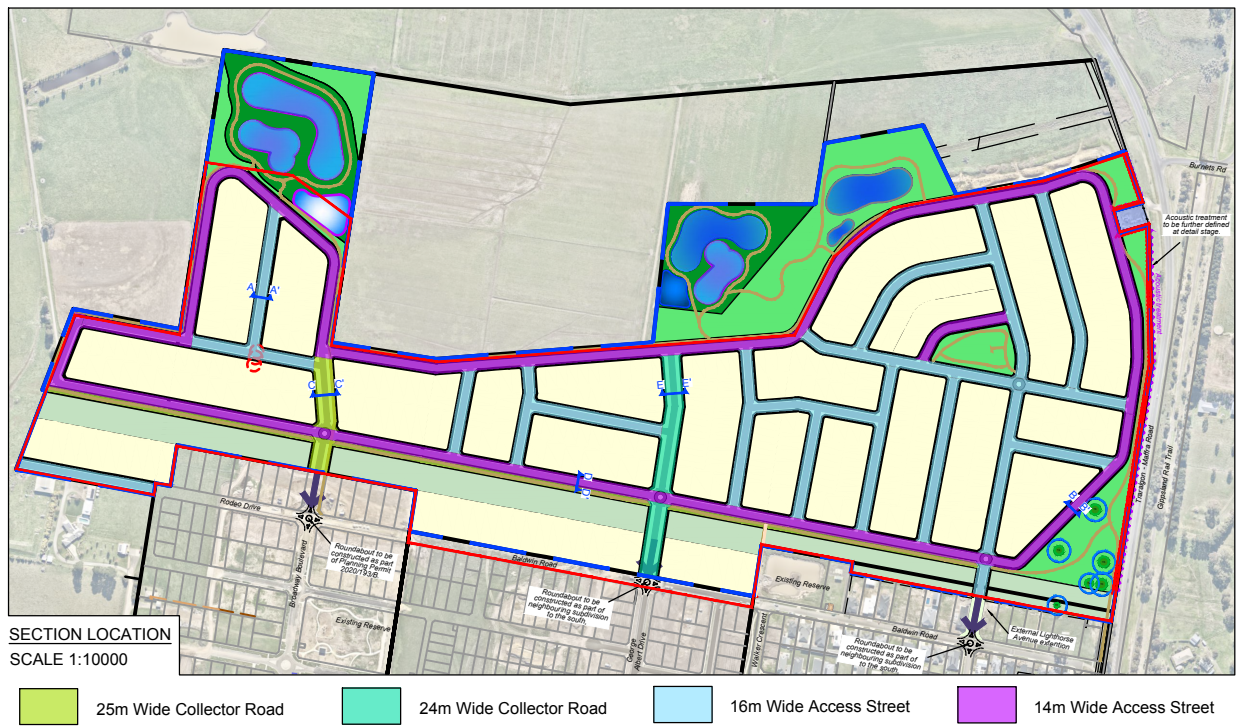 Burnets Rd
Acoustic treatment
to be further defined
at detail stage.
Acoustic treatment
Traralgon - Maffra Road
Gippsland Rail Trail
A A'
C C'
E E'
D D'
B B'
Rodeo Drive
Roundabout to be
constructed as part
of Planning Permit
2020/193/B
Broadway Boulevard
Existing Reserve
Baldwin Road
Roundabout to be
constructed as part of
neighbouring subdivision
to the south.
George
Albert Drive
Walker Crescent
Existing Reserve
Baldwin Road
Roundabout to be
constructed as part of
neighbouring subdivision
to the south.
External Lighthorse
Avenue extention
SECTION LOCATION
SCALE 1:10000
25m Wide Collector Road
24m Wide Collector Road
16m Wide Access Street
14m Wide Access Street